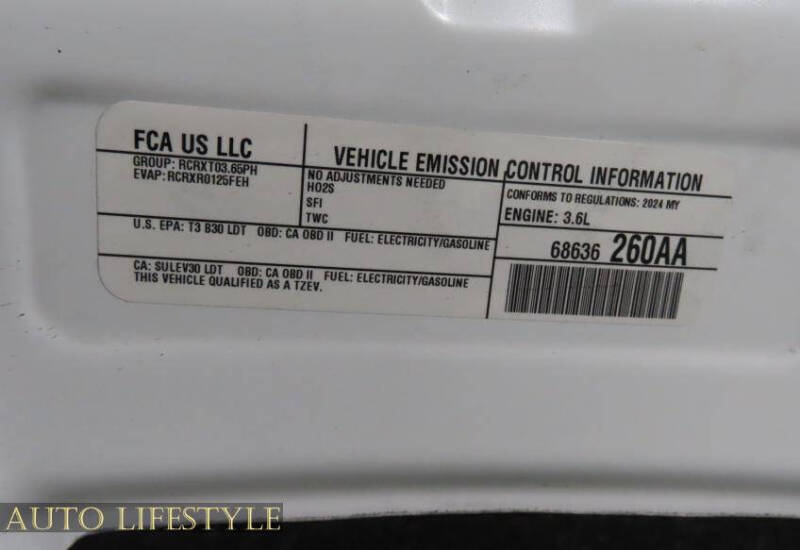 FCA US LLC
GROUP: RCRXT03.65PH
EVAP: RCRXR0125FEH
VEHICLE EMISSION CONTROL INFORMATION
NO ADJUSTMENTS NEEDED
HO2S
SFI
TWC
CONFORMS TO REGULATIONS: 2024 MY
ENGINE: 3.6L
U.S. EPA: T3 B30 LDT OBD: CA OBD II FUEL: ELECTRICITY/GASOLINE
CA: SULEV30 LDT OBD: CA OBD II FUEL: ELECTRICITY/GASOLINE
THIS VEHICLE QUALIFIED AS A TZEV.
68636 260AA
AUTO LIFESTYLE